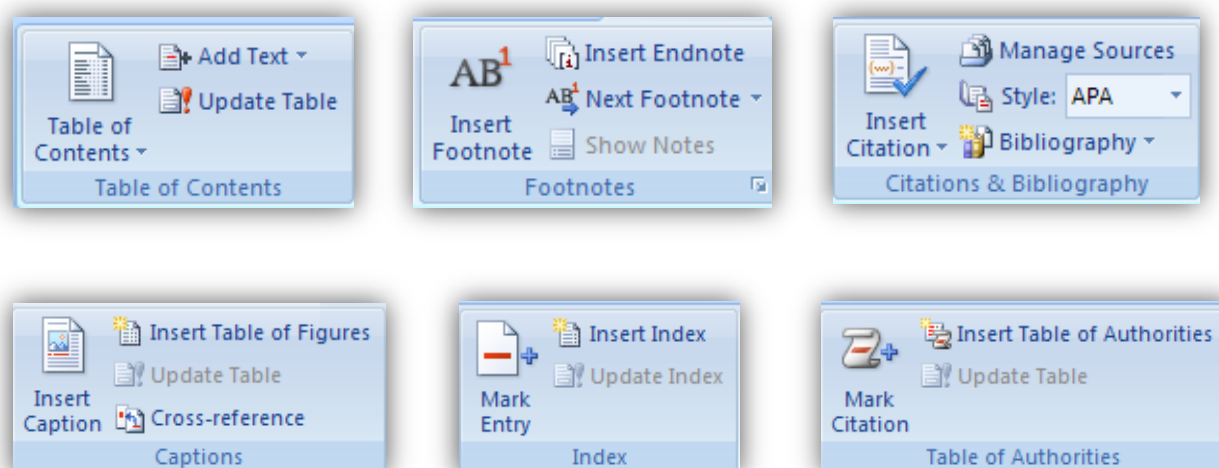 Table of
Contents
Add Text
Update Table
Table of Contents
AB1
Insert
Footnote
Insert Endnote
AB1 Next Footnote
Show Notes
Footnotes
Insert
Citation
Manage Sources
Style: APA
Bibliography
Citations & Bibliography
Insert
Caption
Insert Table of Figures
Update Table
Cross-reference
Captions
Mark
Entry
Insert Index
Update Index
Index
Mark
Citation
Insert Table of Authorities
Update Table
Table of Authorities